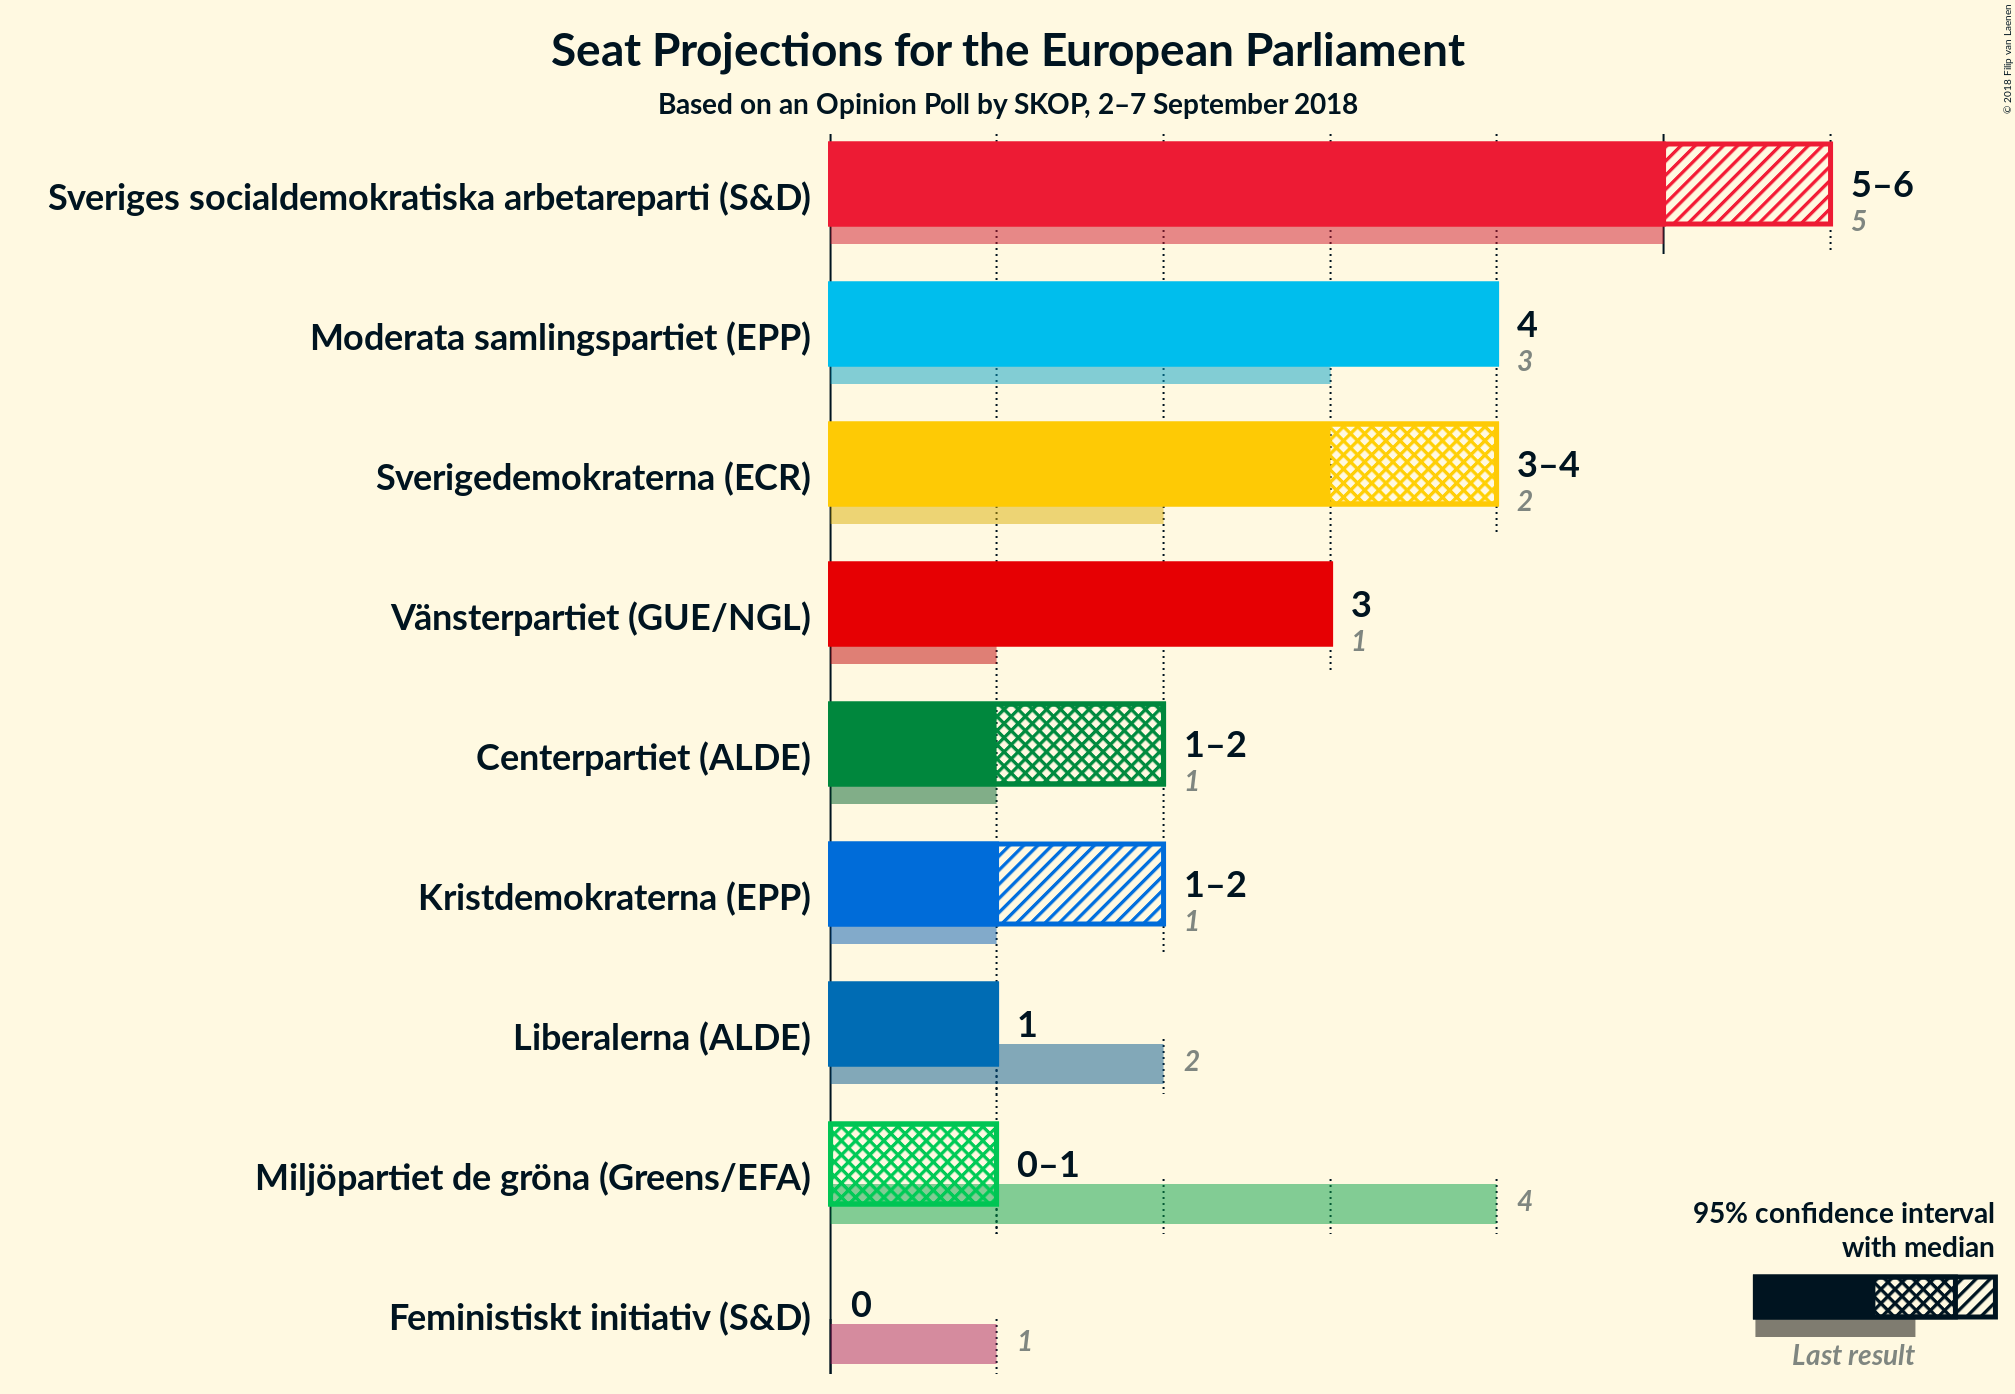 Seat Projections for the European Parliament
Based on an Opinion Poll by SKOP, 2–7 September 2018
© 2018 Filip van Laenen
Sveriges socialdemokratiska arbetareparti (S&D)
5–6
5
Moderata samlingspartiet (EPP)
4
3
Sverigedemokraterna (ECR)
3–4
2
Vänsterpartiet (GUE/NGL)
3
1
Centerpartiet (ALDE)
1–2
1
Kristdemokraterna (EPP)
1–2
1
Liberalerna (ALDE)
1
2
Miljöpartiet de gröna (Greens/EFA)
0–1
4
Feministiskt initiativ (S&D)
0
1
95% confidence interval
with median
Last result